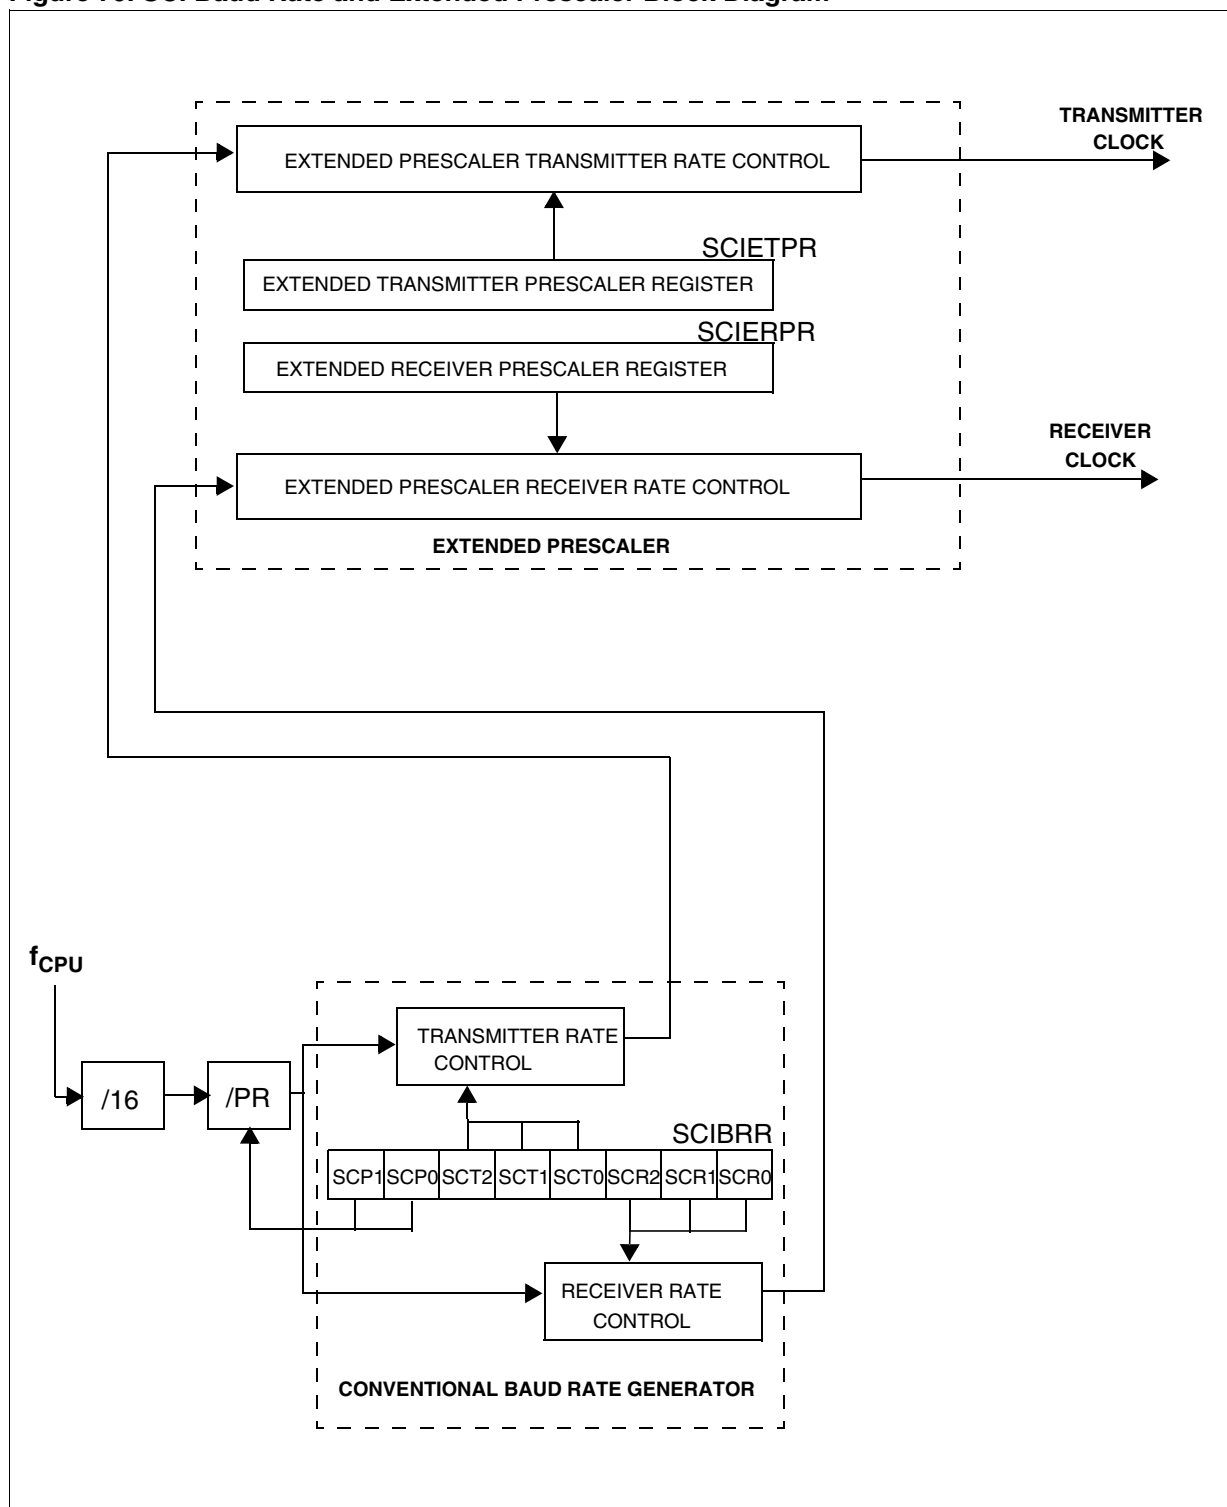 TRANSMITTER
CLOCK
EXTENDED PRESCALER TRANSMITTER RATE CONTROL
SCIETPR
EXTENDED TRANSMITTER PRESCALER REGISTER
SCIERPR
EXTENDED RECEIVER PRESCALER REGISTER
RECEIVER
CLOCK
EXTENDED PRESCALER RECEIVER RATE CONTROL
EXTENDED PRESCALER
fCPU
TRANSMITTER RATE
CONTROL
/16
/PR
SCIBRR
SCP1 SCP0 SCT2 SCT1 SCT0 SCR2 SCR1 SCR0
RECEIVER RATE
CONTROL
CONVENTIONAL BAUD RATE GENERATOR